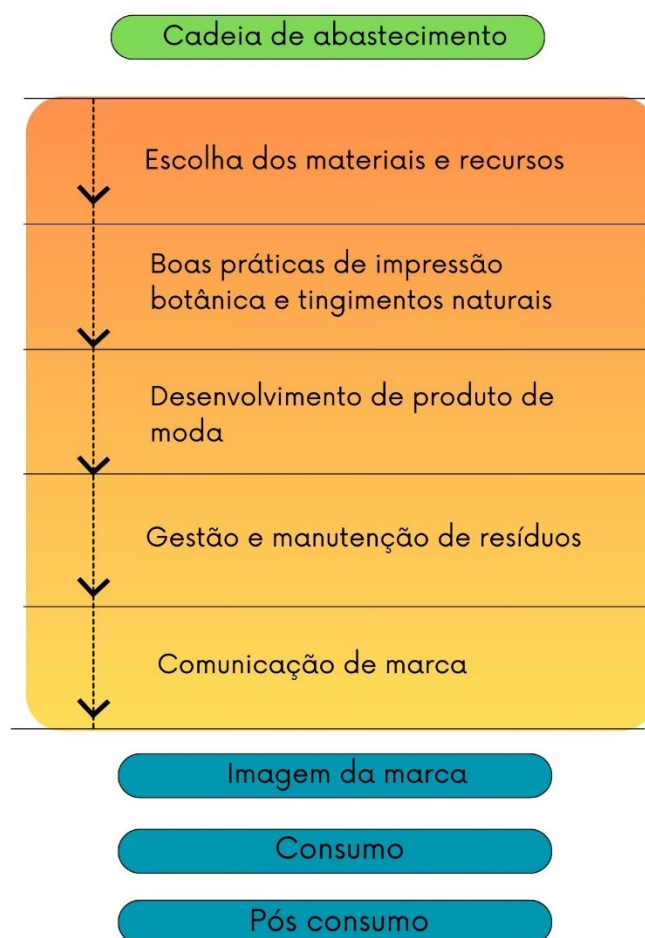 Cadeia de abastecimento
Escolha dos materiais e recursos
Boas práticas de impressão
botânica e tingimentos naturais
Desenvolvimento de produto de
moda
Gestão e manutenção de resíduos
Comunicação de marca
Imagem da marca
Consumo
Pós consumo